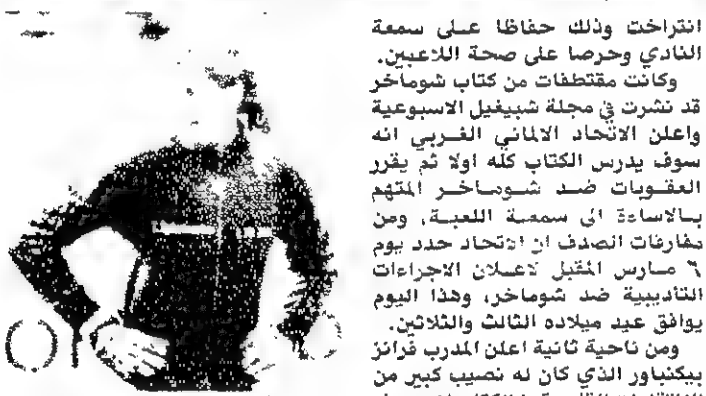 انتراخت وذلك حفاظا على سمعة
النادي وحرصا على صحة اللاعبين.
وكانت مقتطفات من كتاب شوماخر
قد نشرت في مجلة شبيغيل الاسبوعية
واعلن الاتحاد الالماني الغربي انه
سوف يدرس الكتاب كله اولا ثم يقرر
العقوبات ضد شوماخر المتهم
بالاساءة الى سمعة اللعبة، ومن
مفارقات الصدف ان الاتحاد حدد يوم
٦ مارس المقبل لاعلان الاجراءات
التأديبية ضد شوماخر، وهذا اليوم
يوافق عيد ميلاده الثالث والثلاثين.
ومن ناحية ثانية اعلن المدرب فرانز
بيكنباور الذي كان له نصيب كبير من